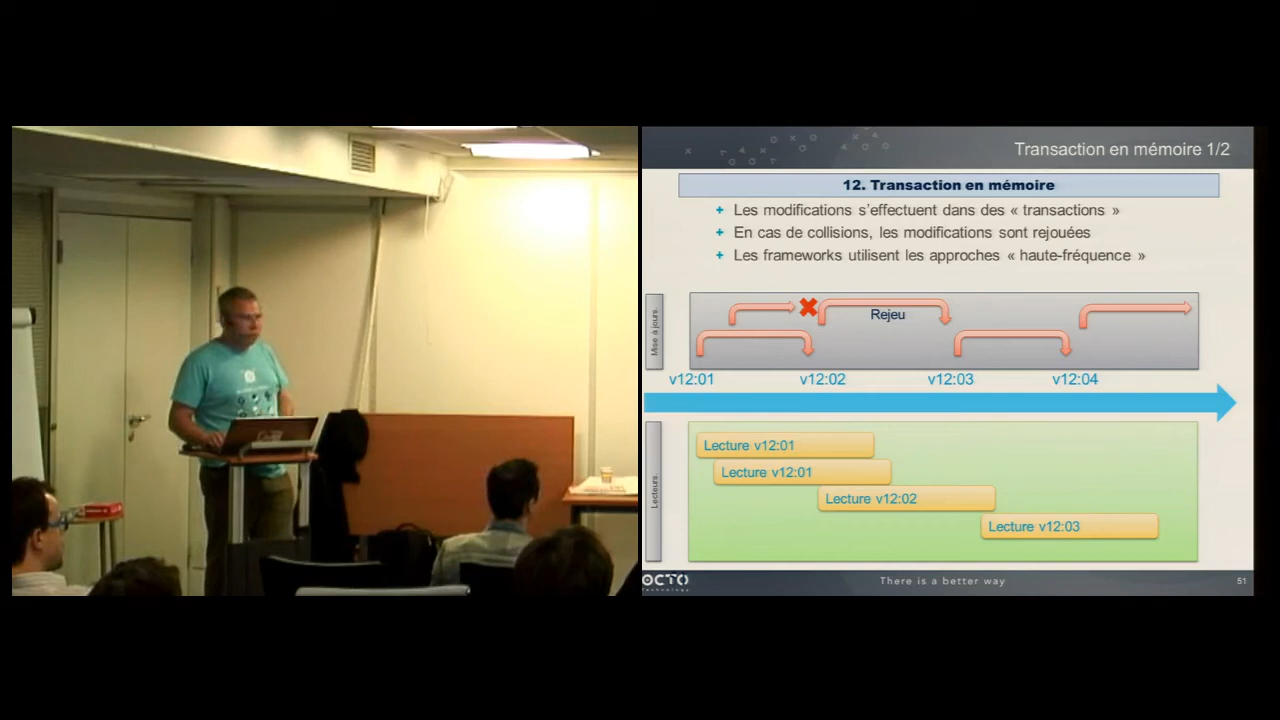 Transaction en mémoire 1/2
12. Transaction en mémoire
+ Les modifications s'effectuent dans des « transactions »
+ En cas de collisions, les modifications sont rejouées
+ Les frameworks utilisent les approches « haute-fréquence »
Mise à jours.
Rejeu
v12:01 v12:02 v12:03 v12:04
Lecteurs.
Lecture v12:01
Lecture v12:01
Lecture v12:02
Lecture v12:03
OCTO
Technology
There is a better way
51